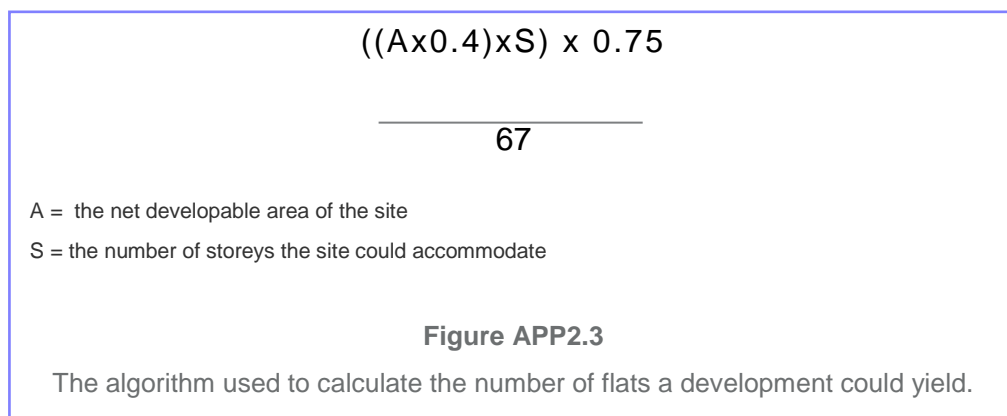 ((Ax0.4)xS) x 0.75
67
A = the net developable area of the site
S = the number of storeys the site could accommodate
Figure APP2.3
The algorithm used to calculate the number of flats a development could yield.